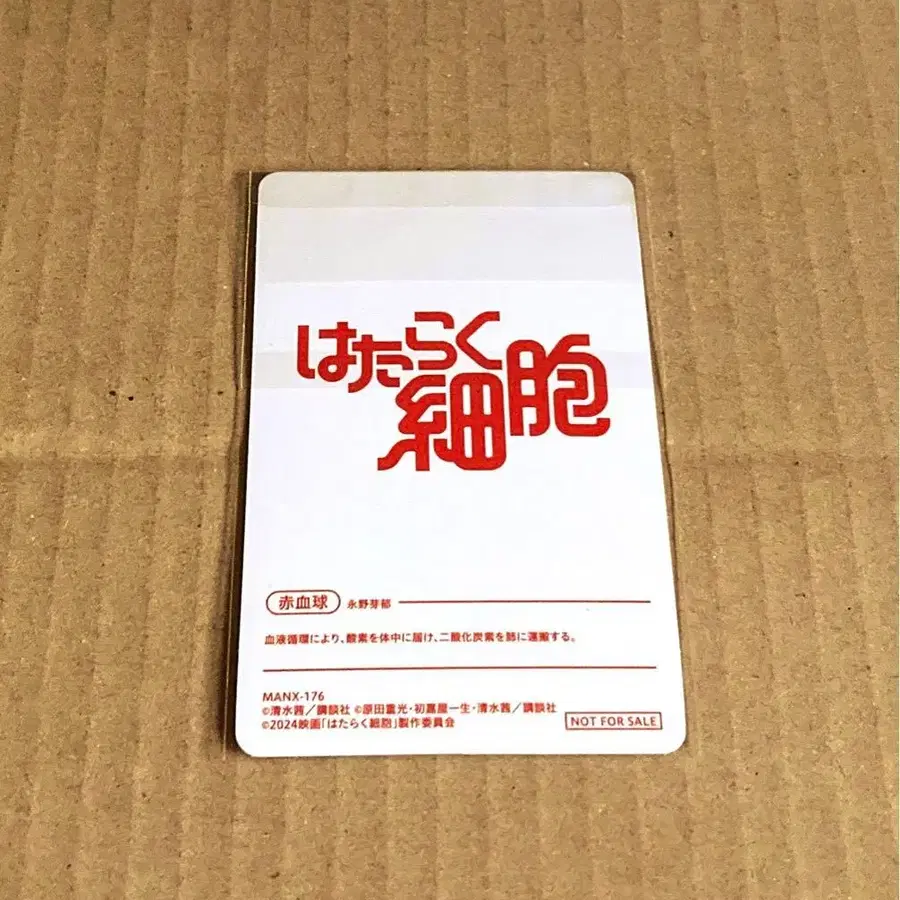 はたらく
細胞
赤血球 永野芽郁
血液循環により、酸素を体中に届け、二酸化炭素を肺に運搬する。
MANX-176
©清水茜／講談社 ©原田重光・初嘉屋一生・清水茜／講談社
©2024映画「はたらく細胞」製作委員会
NOT FOR SALE